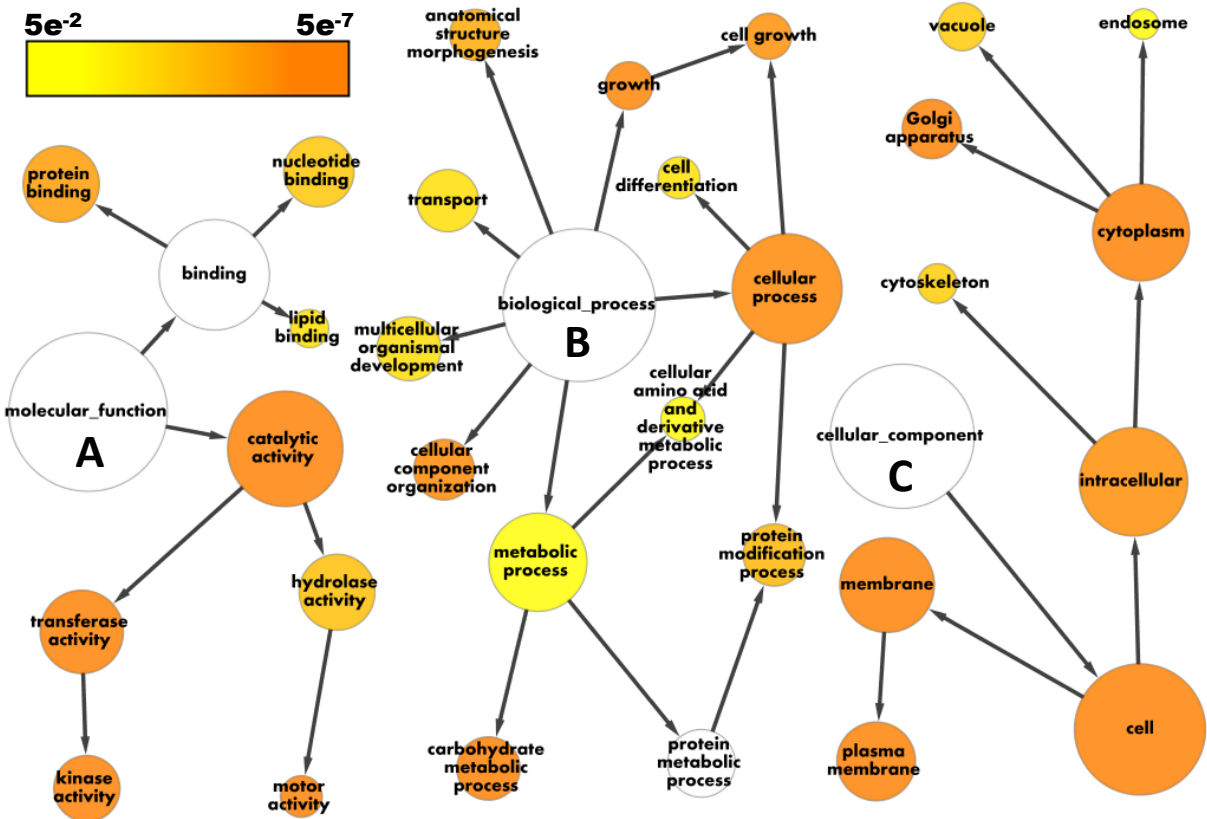 5e-2
5e-7
protein
binding
nucleotide
binding
binding
lipid
binding
molecular_function
A
catalytic
activity
transferase
activity
hydrolase
activity
kinase
activity
motor
activity
anatomical
structure
morphogenesis
cell growth
growth
cell
differentiation
transport
cellular
process
biological_process
B
multicellular
organismal
development
cellular
amino acid
and
derivative
metabolic
process
cellular
component
organization
metabolic
process
protein
modification
process
carbohydrate
metabolic
process
protein
metabolic
process
vacuole
endosome
Golgi
apparatus
cytoplasm
cytoskeleton
cellular_component
C
intracellular
membrane
cell
plasma
membrane